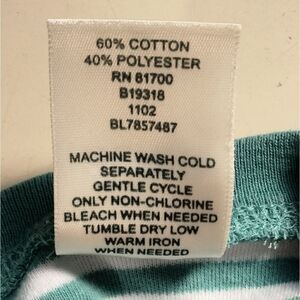 60% COTTON
40% POLYESTER
RN 81700
B19318
1102
BL7857487
MACHINE WASH COLD
SEPARATELY
GENTLE CYCLE
ONLY NON-CHLORINE
BLEACH WHEN NEEDED
TUMBLE DRY LOW
WARM IRON
WHEN NEEDED